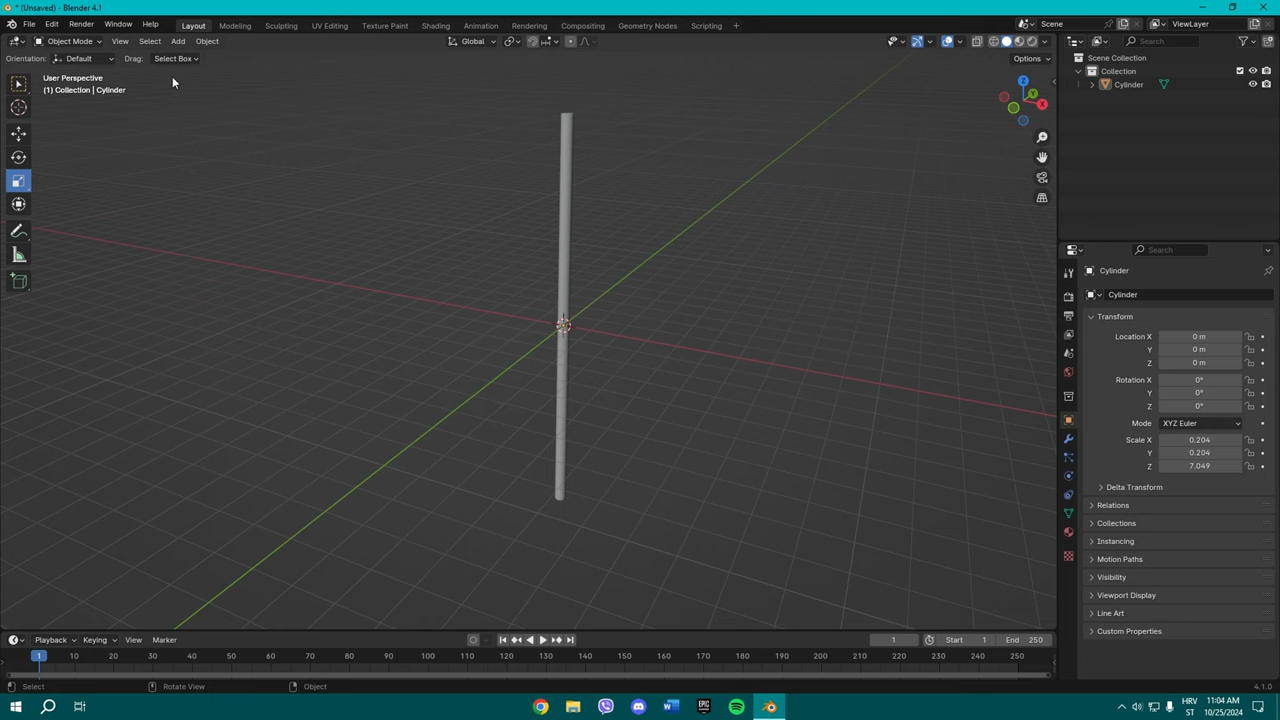 * (Unsaved) - Blender 4.1
File Edit Render Window Help Layout Modeling Sculpting UV Editing Texture Paint Shading Animation Rendering Compositing Geometry Nodes Scripting + Scene ViewLayer
Object Mode View Select Add Object Global Search
Orientation: Default Drag: Select Box Options
User Perspective
(1) Collection | Cylinder
Z
Y
X
Scene Collection
Collection
Cylinder
Search
Cylinder
Cylinder
Transform
Location X 0 m
Y 0 m
Z 0 m
Rotation X 0°
Y 0°
Z 0°
Mode XYZ Euler
Scale X 0.204
Y 0.204
Z 7.049
Delta Transform
Relations
Collections
Instancing
Motion Paths
Visibility
Viewport Display
Line Art
Custom Properties
Playback Keying View Marker 1 Start 1 End 250
1 10 20 30 40 50 60 70 80 90 100 110 120 130 140 150 160 170 180 190 200 210 220 230 240 250
Select Rotate View Object 4.1.0
HRV 11:04 AM
ST 10/25/2024